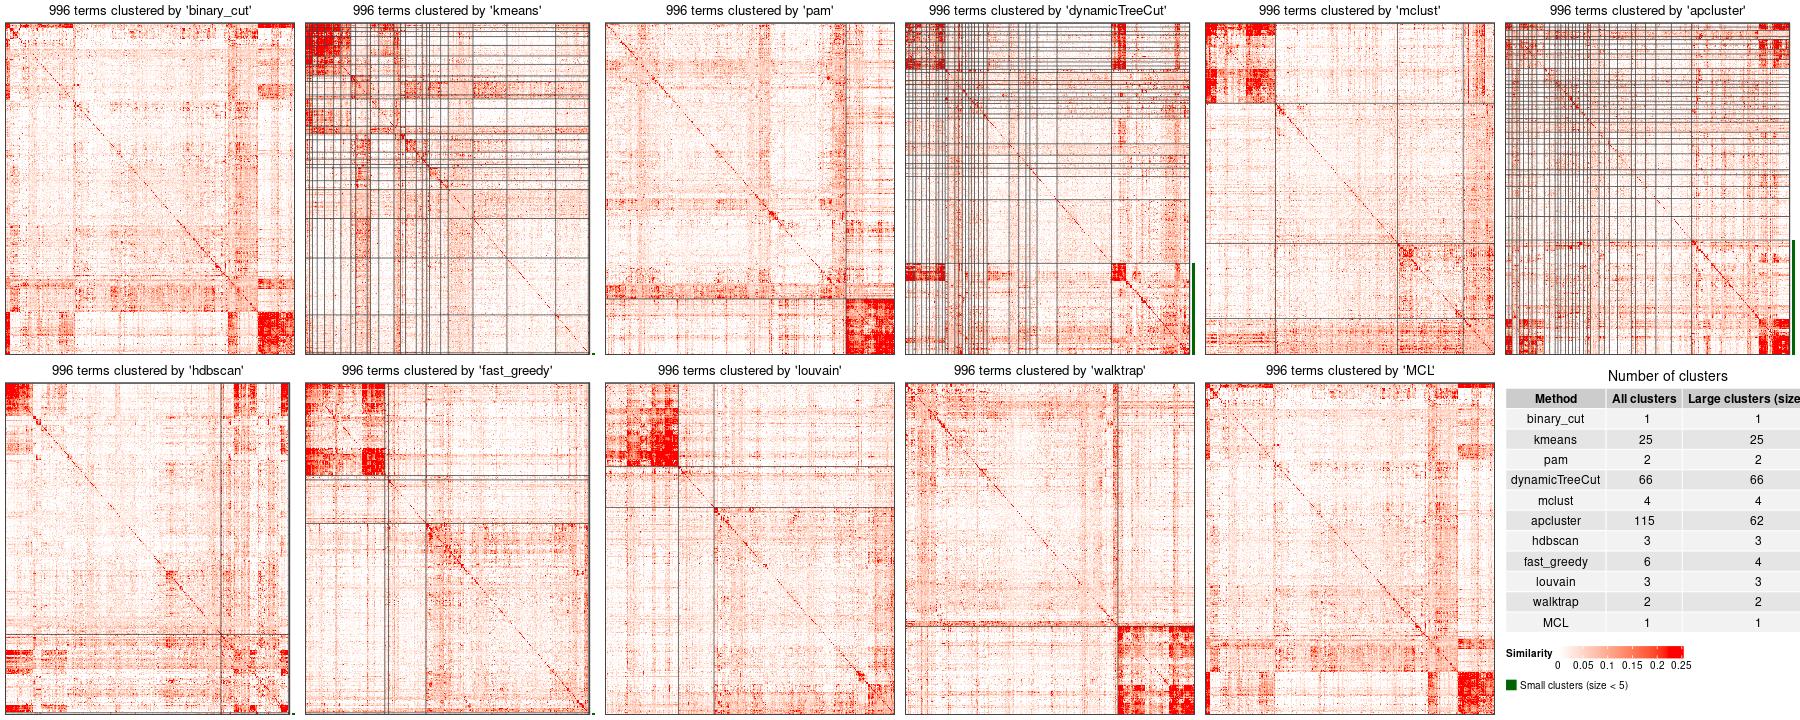 996 terms clustered by 'binary_cut'
996 terms clustered by 'kmeans'
996 terms clustered by 'pam'
996 terms clustered by 'dynamicTreeCut'
996 terms clustered by 'mclust'
996 terms clustered by 'apcluster'
996 terms clustered by 'hdbscan'
996 terms clustered by 'fast_greedy'
996 terms clustered by 'louvain'
996 terms clustered by 'walktrap'
996 terms clustered by 'MCL'
Number of clusters
Method All clusters Large clusters (size
binary_cut 1 1
kmeans 25 25
pam 2 2
dynamicTreeCut 66 66
mclust 4 4
apcluster 115 62
hdbscan 3 3
fast_greedy 6 4
louvain 3 3
walktrap 2 2
MCL 1 1
Similarity
0 0.05 0.1 0.15 0.2 0.25
Small clusters (size < 5)